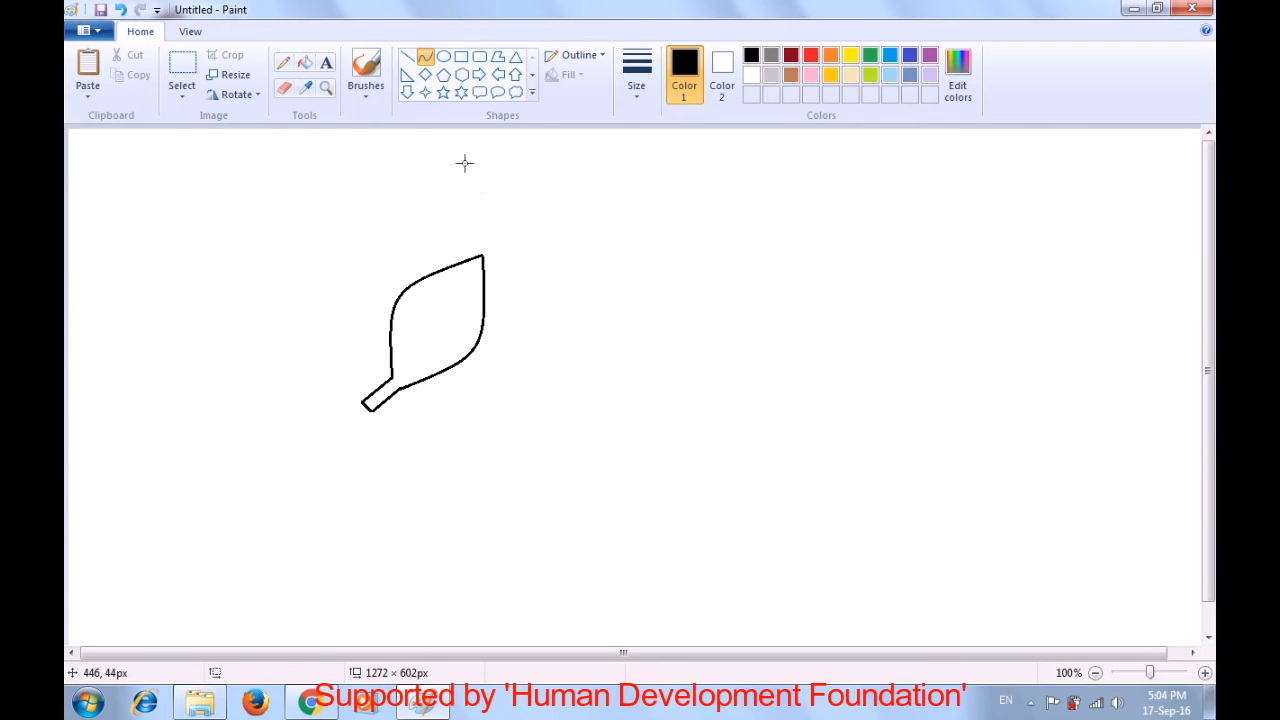 Untitled - Paint
Home View
Paste
Cut
Copy
Clipboard
Select
Crop
Resize
Rotate
Image
A
Tools
Brushes
Outline
Fill
Shapes
Size
Color 1
Color 2
Edit colors
Colors
446, 44px
1272 × 602px
100%
Supported by 'Human Development Foundation'
EN
5:04 PM
17-Sep-16